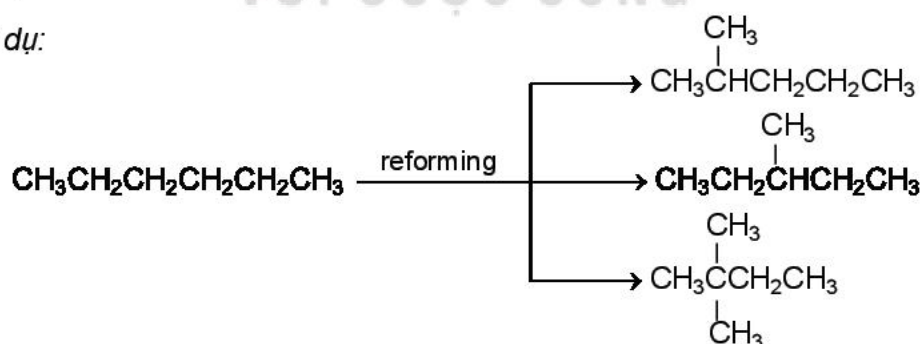 dụ:
CH₃
CH₃CHCH₂CH₂CH₃
CH₃
CH₃CH₂CH₂CH₂CH₂CH₃ reforming CH₃CH₂CHCH₂CH₃
CH₃
CH₃CCH₂CH₃
CH₃